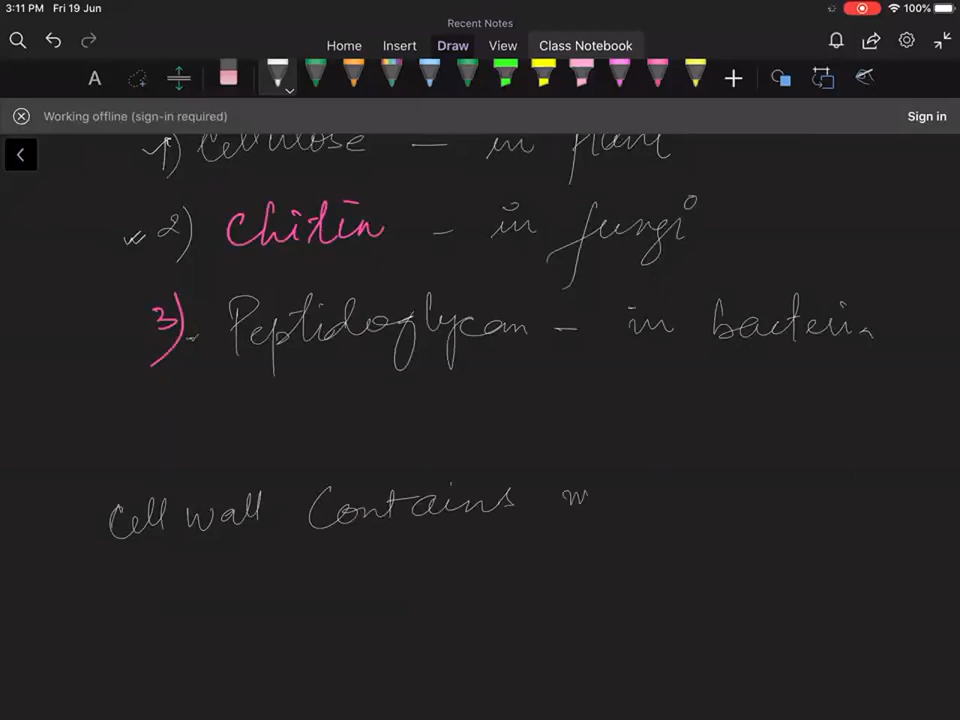 3:11 PM Fri 19 Jun
100%
Recent Notes
Home Insert Draw View Class Notebook
A
Working offline (sign-in required)
Sign in
1) Cellulose — in plant
2) Chitin - in fungi
3). Peptidoglycan - in bacteria
Cell wall Contains